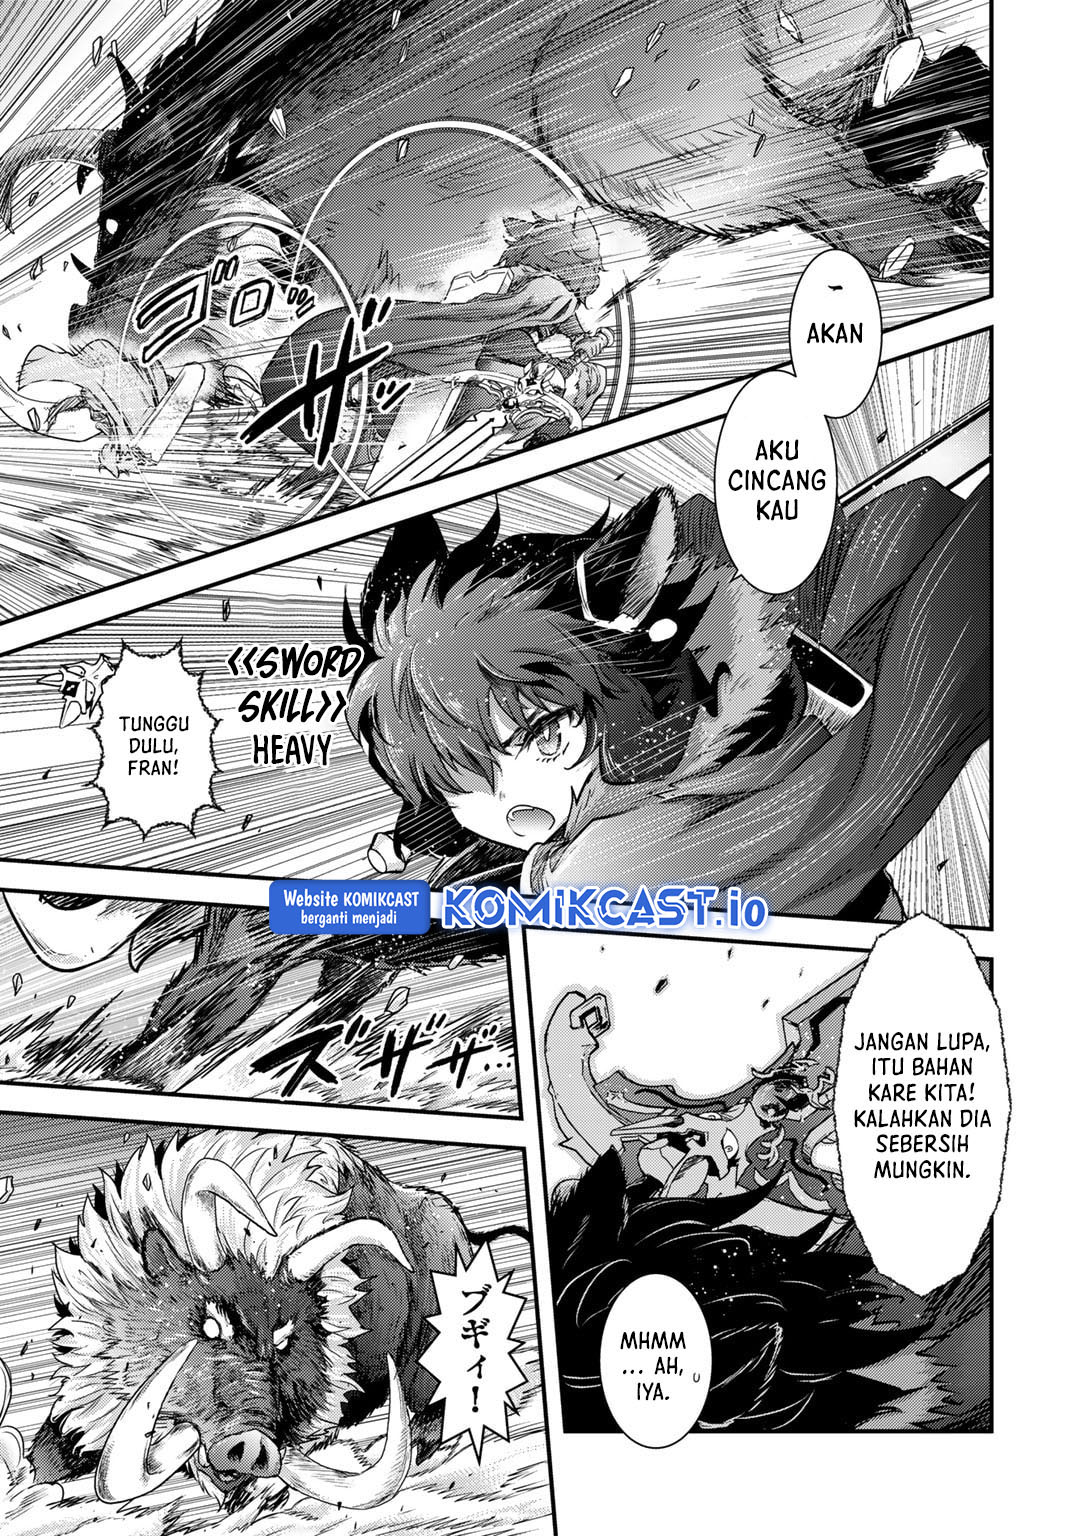 ゴロッ
ザッ
AKAN
AKU
CINCANG
KAU
<<SWORD
SKILL>>
HEAVY
TUNGGU
DULU,
FRAN!
Website KOMIKCAST
berganti menjadi
KOMIKCAST.io
JANGAN LUPA,
ITU BAHAN
KARE KITA!
KALAHKAN DIA
SEBERSIH
MUNGKIN.
MHMM
... AH,
IYA.
ズザザ...
ブギィ!